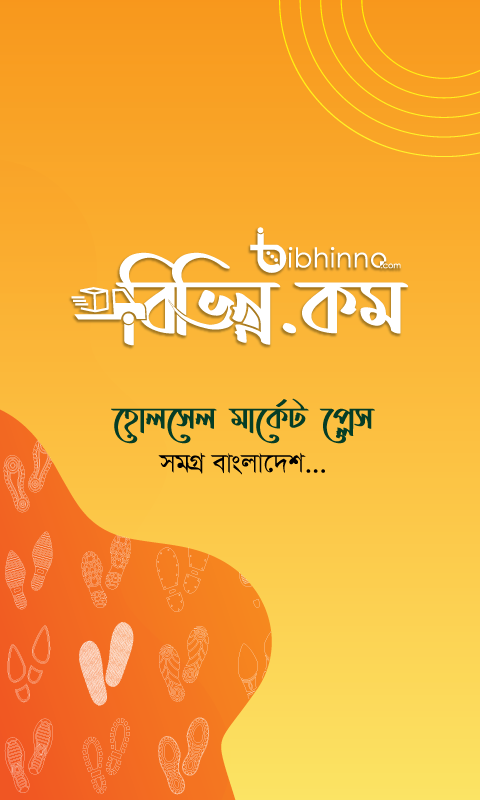 bibhinno.com
বিভিন্ন.কম
হোলসেল মার্কেট প্লেস
সমগ্র বাংলাদেশ...